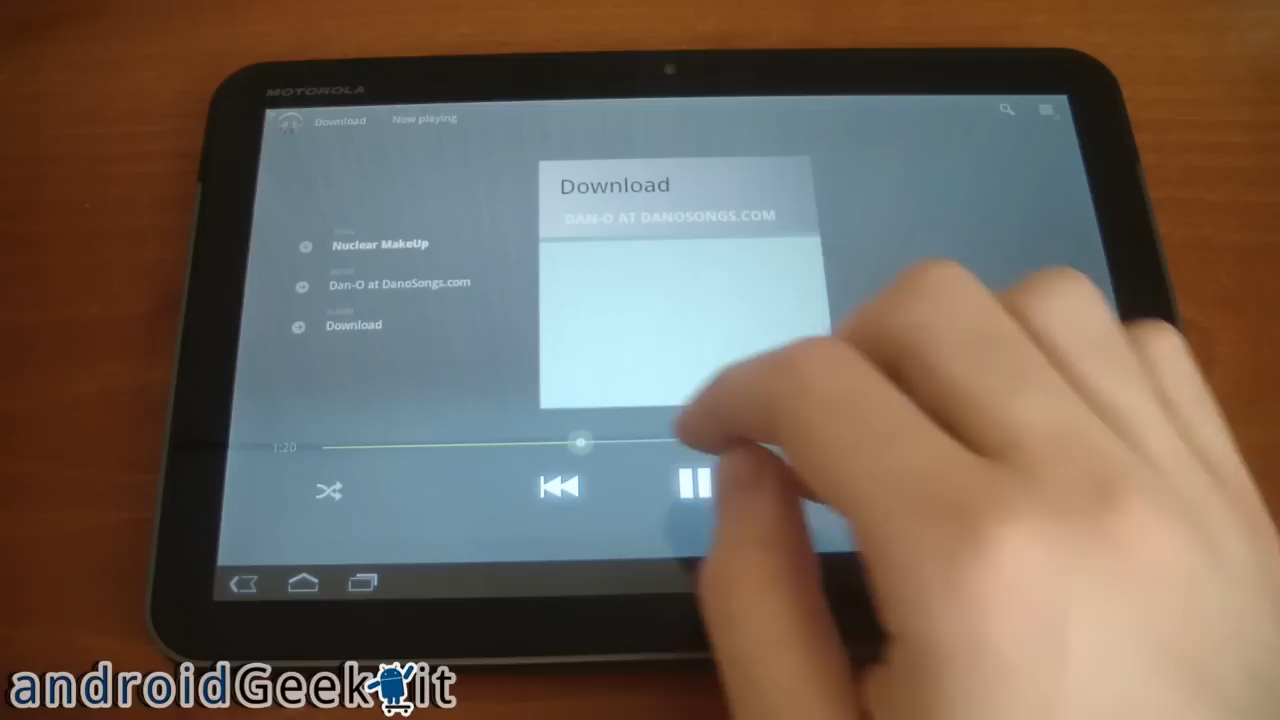 MOTOROLA
Download Now playing
Download
DAN-O AT DANOSONGS.COM
Nuclear MakeUp
Dan-O at DanoSongs.com
Download
1:20
androidGeek it